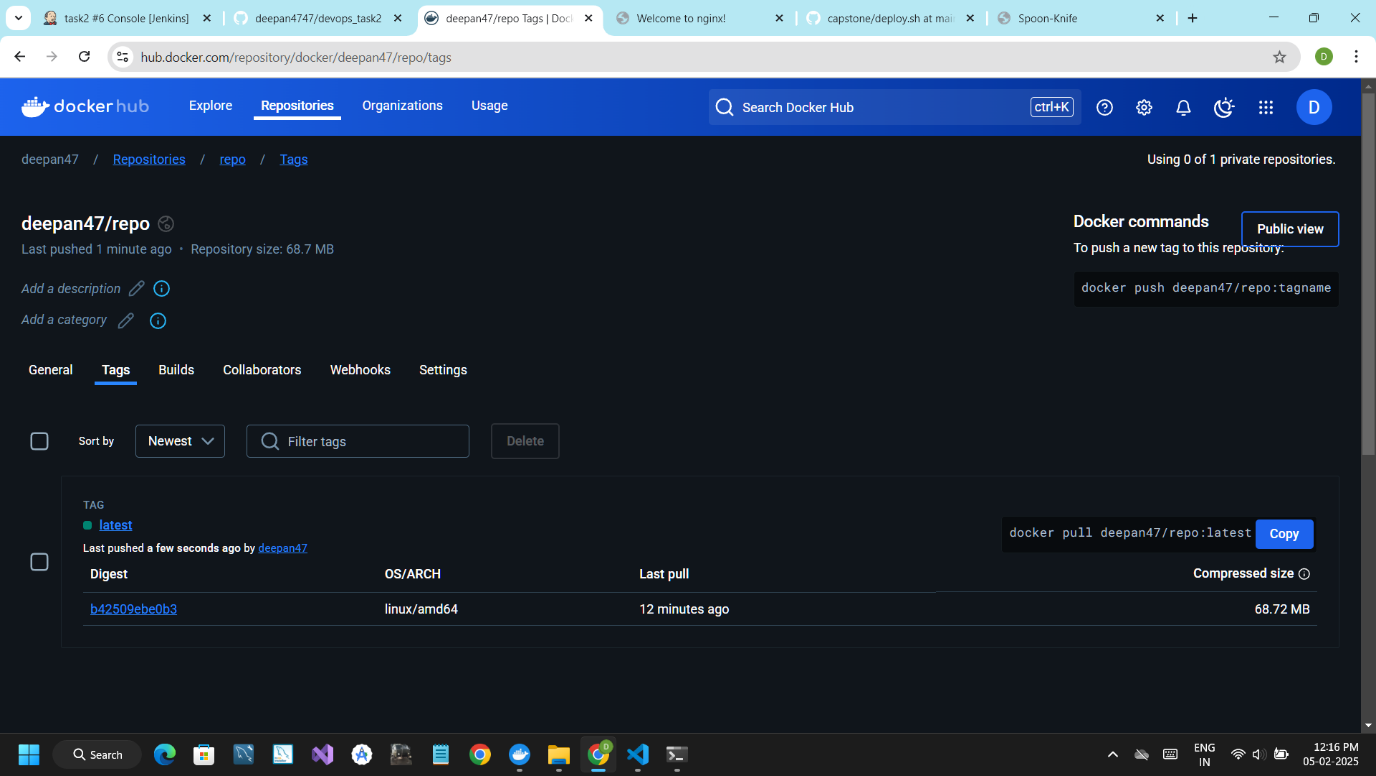 task2 #6 Console [Jenkins]
deepan4747/devops_task2
deepan47/repo Tags | Doc
Welcome to nginx!
capstone/deploy.sh at mai
Spoon-Knife
hub.docker.com/repository/docker/deepan47/repo/tags
D
docker hub
Explore
Repositories
Organizations
Usage
Search Docker Hub
ctrl+K
D
deepan47 / Repositories / repo / Tags
Using 0 of 1 private repositories.
deepan47/repo
Last pushed 1 minute ago • Repository size: 68.7 MB
Add a description
Add a category
Docker commands
Public view
To push a new tag to this repository:
docker push deepan47/repo:tagname
General
Tags
Builds
Collaborators
Webhooks
Settings
Sort by
Newest
Filter tags
Delete
TAG
latest
Last pushed a few seconds ago by deepan47
docker pull deepan47/repo:latest
Copy
Digest OS/ARCH Last pull Compressed size
b42509ebe0b3 linux/amd64 12 minutes ago 68.72 MB
Search
D
ENG
IN
12:16 PM
05-02-2025